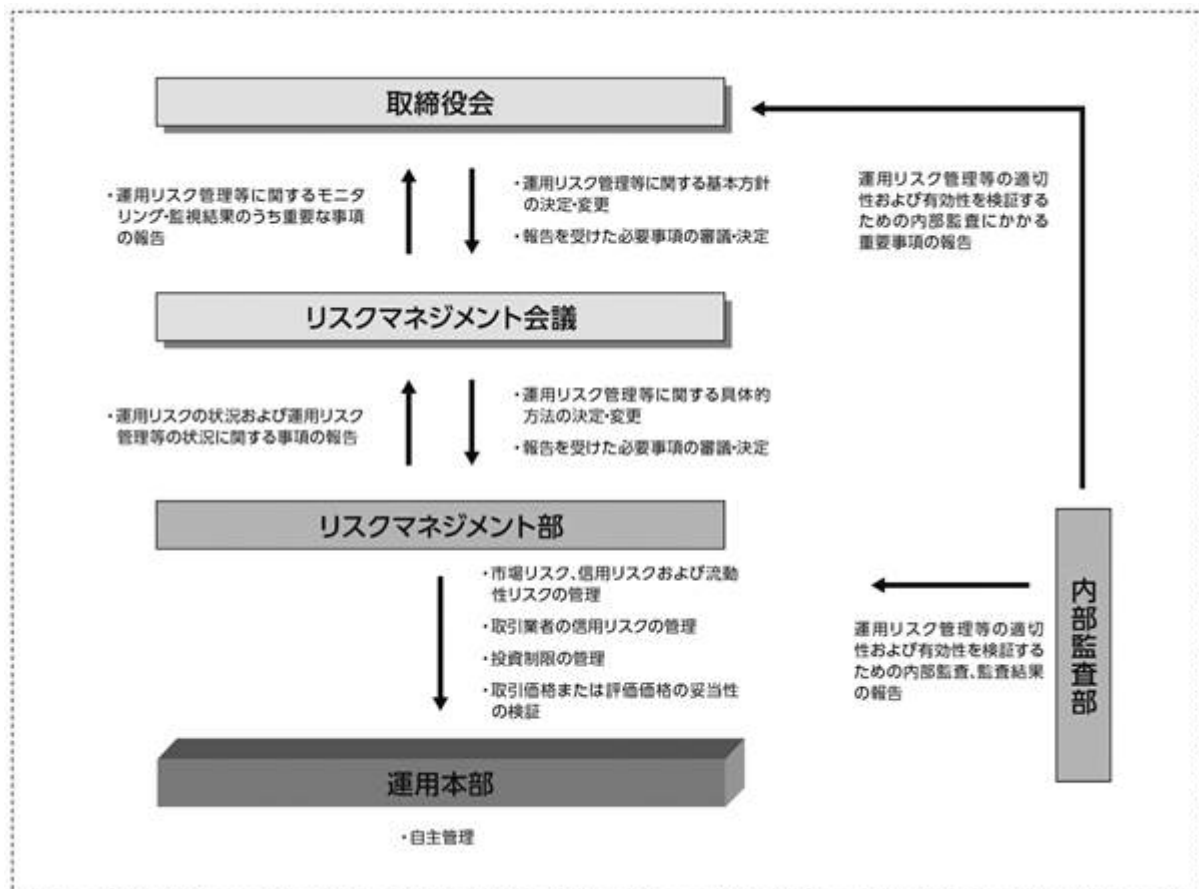 取締役会
・運用リスク管理等に関するモニタ
リング・監視結果のうち重要な事項
の報告
・運用リスク管理等に関する基本方針
の決定・変更
・報告を受けた必要事項の審議・決定
運用リスク管理等の適切
性および有効性を検証する
ための内部監査にかかる
重要事項の報告
リスクマネジメント会議
・運用リスクの状況および運用リスク
管理等の状況に関する事項の報告
・運用リスク管理等に関する具体的
方法の決定・変更
・報告を受けた必要事項の審議・決定
リスクマネジメント部
・市場リスク、信用リスクおよび流動
性リスクの管理
・取引業者の信用リスクの管理
・投資制限の管理
・取引価格または評価価格の妥当性
の検証
運用リスク管理等の適切
性および有効性を検証する
ための内部監査、監査結果
の報告
内部監査部
運用本部
・自主管理